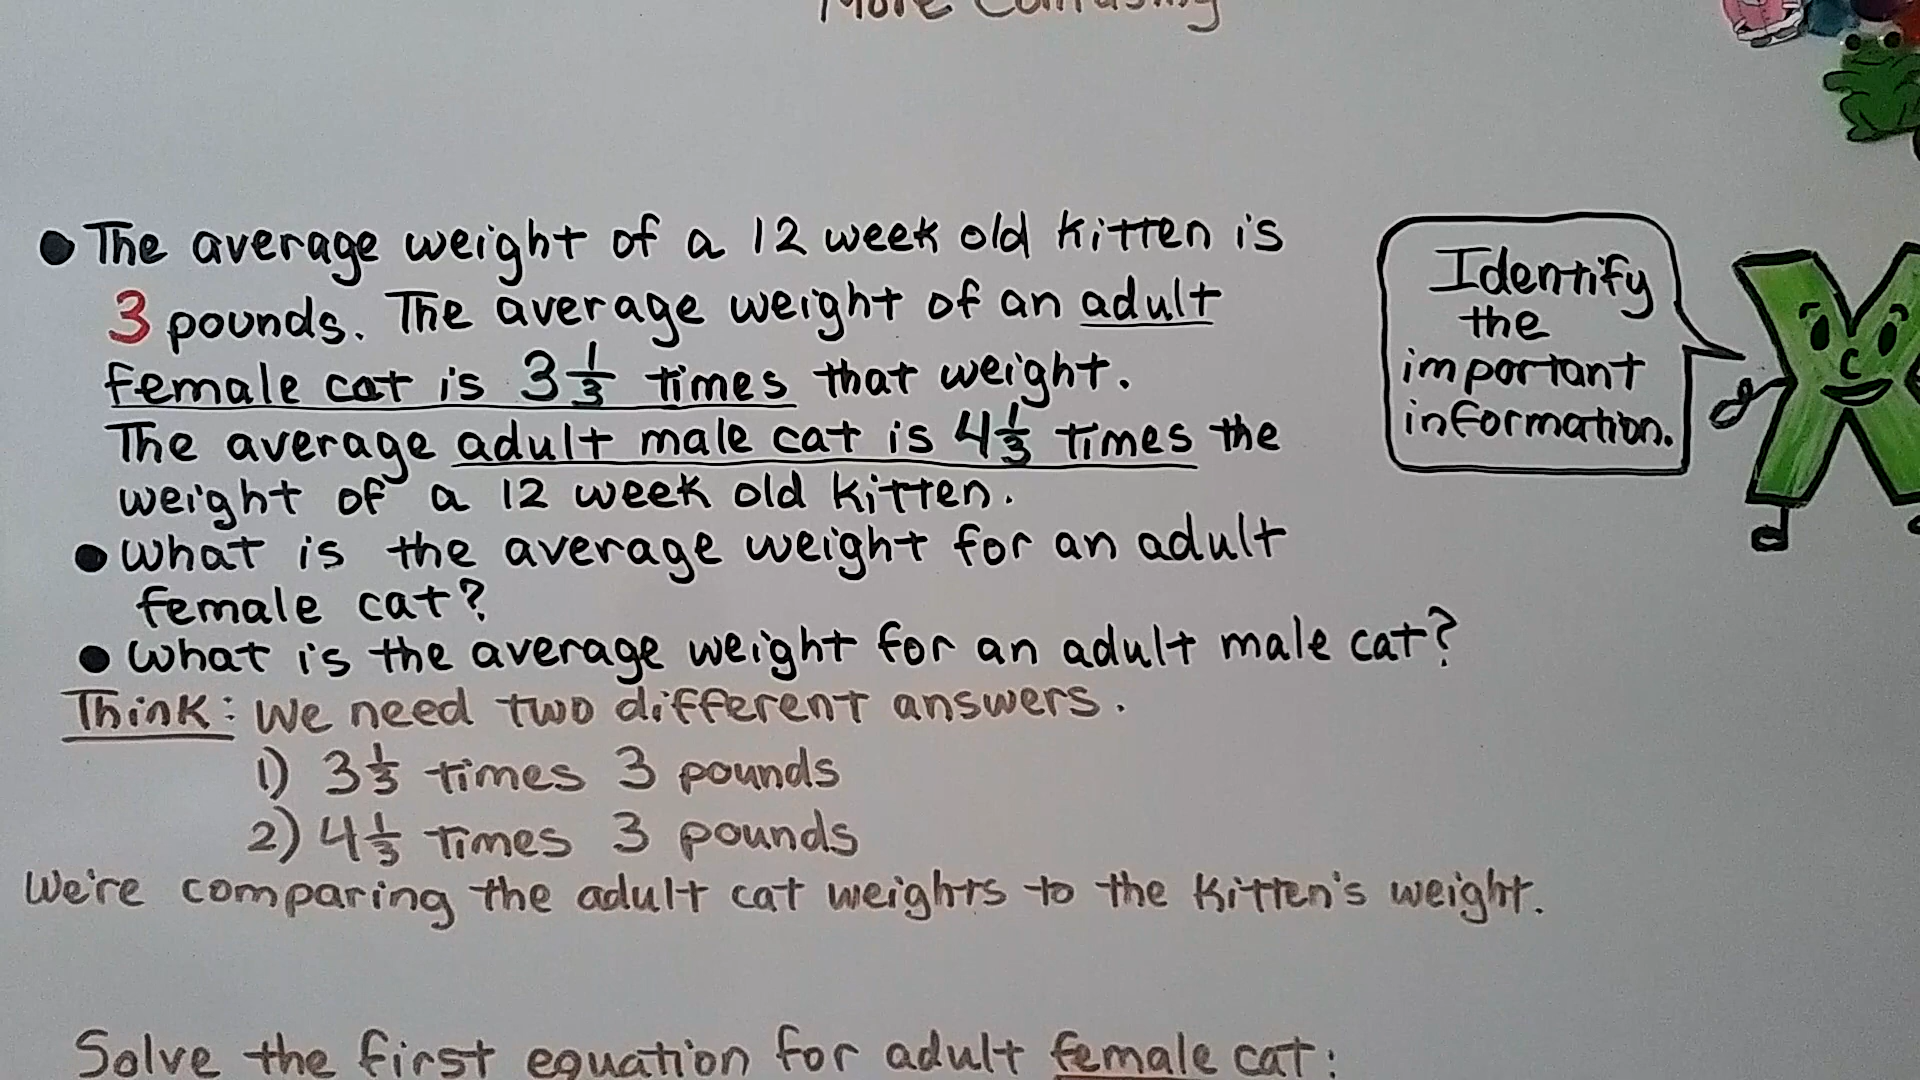 More Confusing
● The average weight of a 12 week old kitten is
3 pounds. The average weight of an adult
female cat is 3 1/3 times that weight.
The average adult male cat is 4 1/3 times the
weight of a 12 week old kitten.
● What is the average weight for an adult
female cat?
● What is the average weight for an adult male cat?
Think: We need two different answers.
1) 3 1/3 times 3 pounds
2) 4 1/3 times 3 pounds
We're comparing the adult cat weights to the kitten's weight.
Solve the first equation for adult female cat:
Identify
the
important
information.